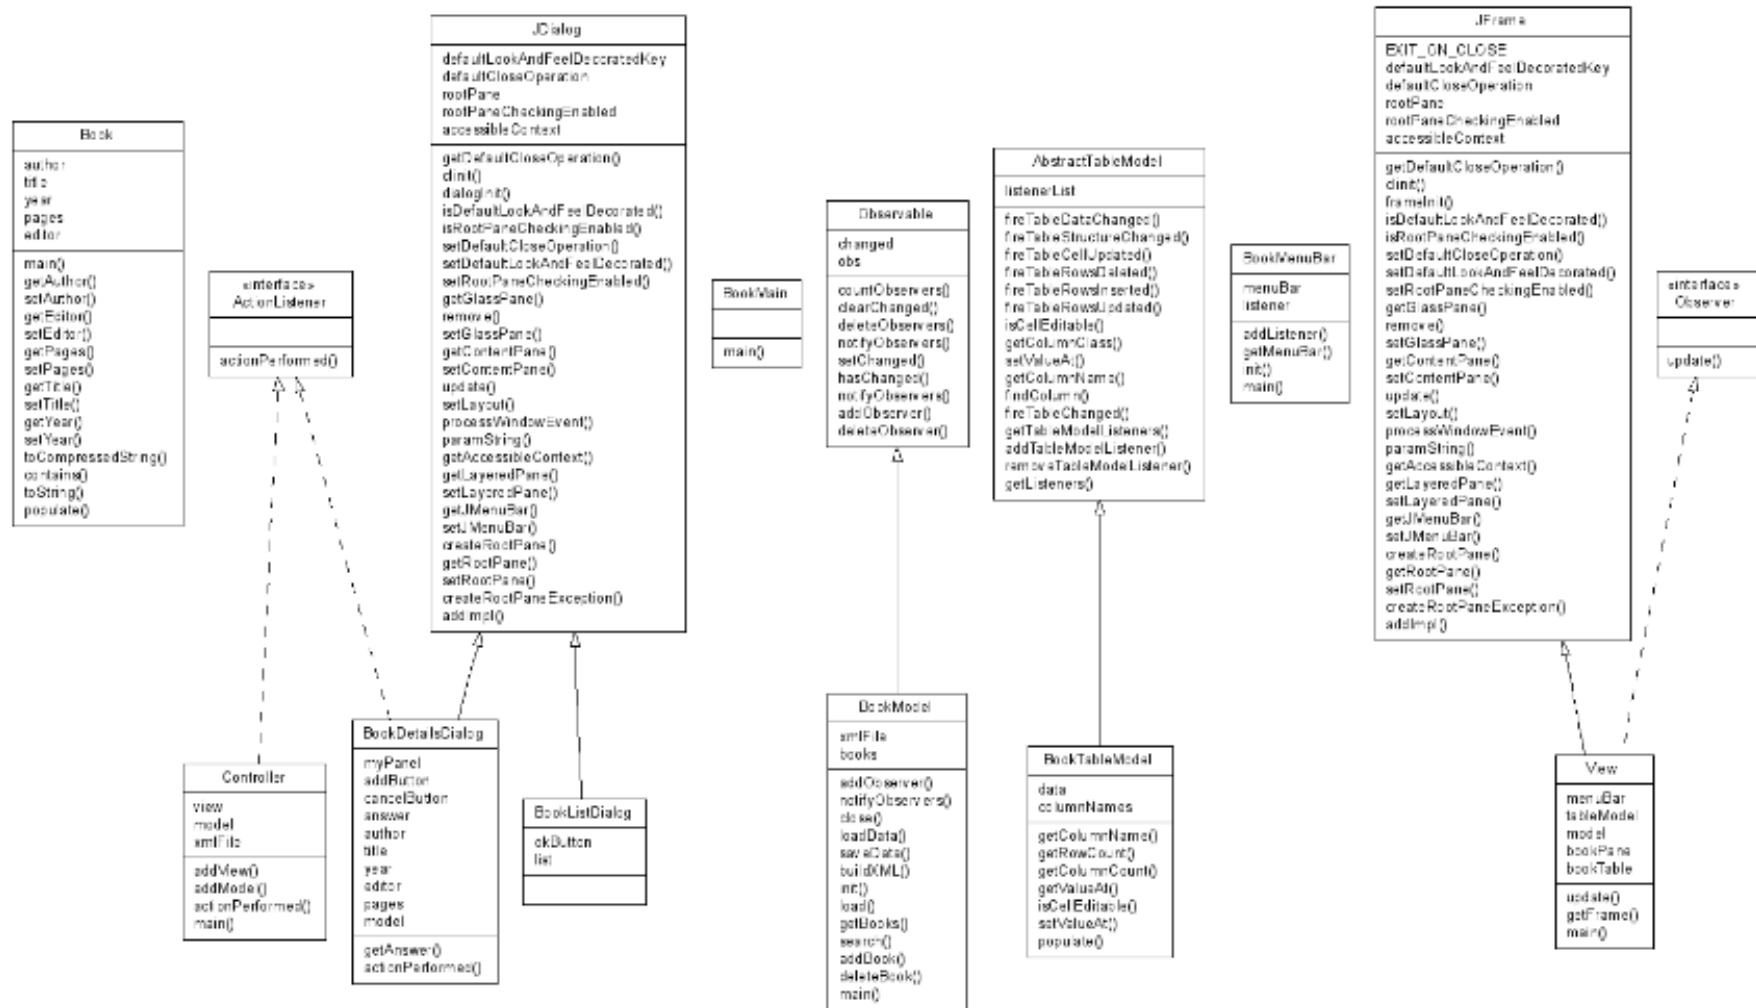 Book
author
title
year
pages
editor
main()
getAuthor()
setAuthor()
getEditor()
setEditor()
getPages()
setPages()
getTitle()
setTitle()
getYear()
setYear()
toCompressedString()
contains()
toString()
populate()
«interface»
ActionListener
actionPerformed()
JDialog
defaultLookAndFeelDecoratedKey
defaultCloseOperation
rootPane
rootPaneCheckingEnabled
accessibleContext
getDefaultCloseOperation()
clinit()
dialogInit()
isDefaultLookAndFeelDecorated()
isRootPaneCheckingEnabled()
setDefaultCloseOperation()
setDefaultLookAndFeelDecorated()
setRootPaneCheckingEnabled()
getGlassPane()
remove()
setGlassPane()
getContentPane()
setContentPane()
update()
setLayout()
processWindowEvent()
paramString()
getAccessibleContext()
getLayeredPane()
setLayeredPane()
getJMenuBar()
setJMenuBar()
createRootPane()
getRootPane()
setRootPane()
createRootPaneException()
addImpl()
BookMain
main()
Observable
changed
obs
countObservers()
clearChanged()
deleteObservers()
notifyObservers()
setChanged()
hasChanged()
notifyObservers()
addObserver()
deleteObserver()
AbstractTableModel
listenerList
fireTableDataChanged()
fireTableStructureChanged()
fireTableCellUpdated()
fireTableRowsDeleted()
fireTableRowsInserted()
fireTableRowsUpdated()
isCellEditable()
getColumnClass()
setValueAt()
getColumnName()
findColumn()
fireTableChanged()
getTableModelListeners()
addTableModelListener()
removeTableModelListener()
getListeners()
BookMenuBar
menuBar
listener
addListener()
getMenuBar()
init()
main()
JFrame
EXIT_ON_CLOSE
defaultLookAndFeelDecoratedKey
defaultCloseOperation
rootPane
rootPaneCheckingEnabled
accessibleContext
getDefaultCloseOperation()
clinit()
frameInit()
isDefaultLookAndFeelDecorated()
isRootPaneCheckingEnabled()
setDefaultCloseOperation()
setDefaultLookAndFeelDecorated()
setRootPaneCheckingEnabled()
getGlassPane()
remove()
setGlassPane()
getContentPane()
setContentPane()
update()
setLayout()
processWindowEvent()
paramString()
getAccessibleContext()
getLayeredPane()
setLayeredPane()
getJMenuBar()
setJMenuBar()
createRootPane()
getRootPane()
setRootPane()
createRootPaneException()
addImpl()
«interface»
Observer
update()
Controller
view
model
xmlFile
addView()
addModel()
actionPerformed()
main()
BookDetailsDialog
myPanel
addButton
cancelButton
answer
author
title
year
editor
pages
model
getAnswer()
actionPerformed()
BookListDialog
okButton
list
BookModel
xmlFile
books
addObserver()
notifyObservers()
close()
loadData()
saveData()
buildXML()
init()
load()
getBooks()
search()
addBook()
deleteBook()
main()
BookTableModel
data
columnNames
getColumnName()
getRowCount()
getColumnCount()
getValueAt()
isCellEditable()
setValueAt()
populate()
View
menuBar
tableModel
model
bookPane
bookTable
update()
getFrame()
main()